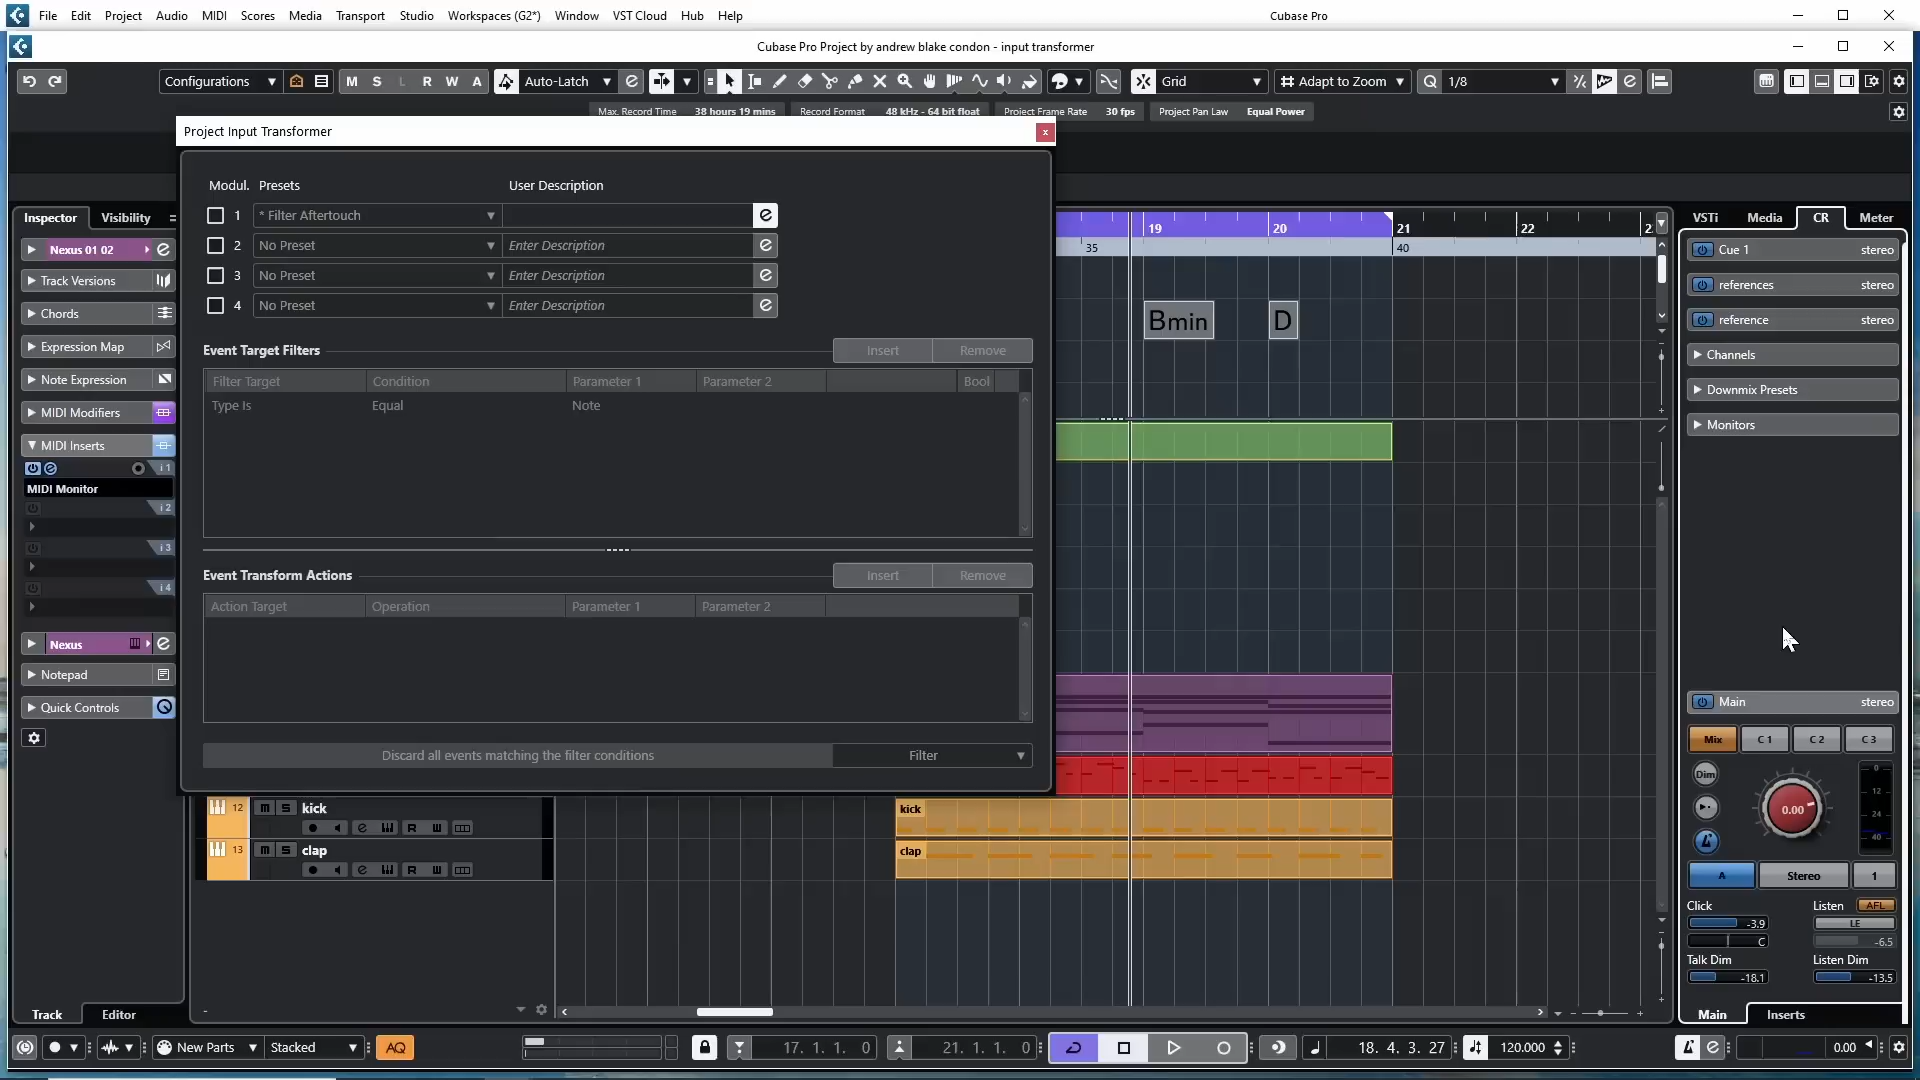 File Edit Project Audio MIDI Scores Media Transport Studio Workspaces (G2*) Window VST Cloud Hub Help Cubase Pro
Cubase Pro Project by andrew blake condon - input transformer
Configurations M S L R W A Auto-Latch Grid Adapt to Zoom Q 1/8
Max. Record Time 38 hours 19 mins Record Format 48 kHz - 64 bit float Project Frame Rate 30 fps Project Pan Law Equal Power
Project Input Transformer
Modul. Presets User Description
1 * Filter Aftertouch
2 No Preset Enter Description
3 No Preset Enter Description
4 No Preset Enter Description
Event Target Filters Insert Remove
Filter Target Condition Parameter 1 Parameter 2 Bool
Type Is Equal Note
Event Transform Actions Insert Remove
Action Target Operation Parameter 1 Parameter 2
Discard all events matching the filter conditions Filter
Inspector Visibility
Nexus 01 02
Track Versions
Chords
Expression Map
Note Expression
MIDI Modifiers
MIDI Inserts
i 1
MIDI Monitor
i 2
i 3
i 4
Nexus
Notepad
Quick Controls
Track Editor
19 20 21 22 2
35 40
Bmin D
12 m S kick
R
13 m S clap
R
kick
clap
VSTi Media CR Meter
Cue 1 stereo
references stereo
reference stereo
Channels
Downmix Presets
Monitors
Main stereo
Mix C 1 C 2 C 3
Dim
0.00
0
12
24
40
A Stereo 1
Click Listen AFL
-3.9 LE
C -6.5
Talk Dim Listen Dim
-18.1 -13.5
Main Inserts
New Parts Stacked AQ 17. 1. 1. 0 21. 1. 1. 0 18. 4. 3. 27 120.000 0.00